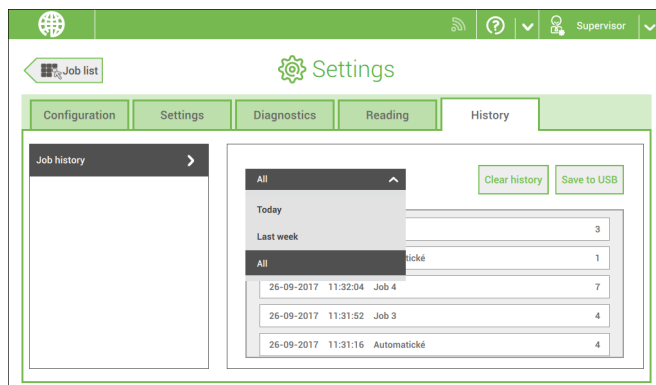 Supervisor
Job list
Settings
Configuration Settings Diagnostics Reading History
Job history
All
Clear history Save to USB
Today
Last week
All
3
1
26-09-2017 11:32:04 Job 4 7
26-09-2017 11:31:52 Job 3 4
26-09-2017 11:31:16 Automatické 4